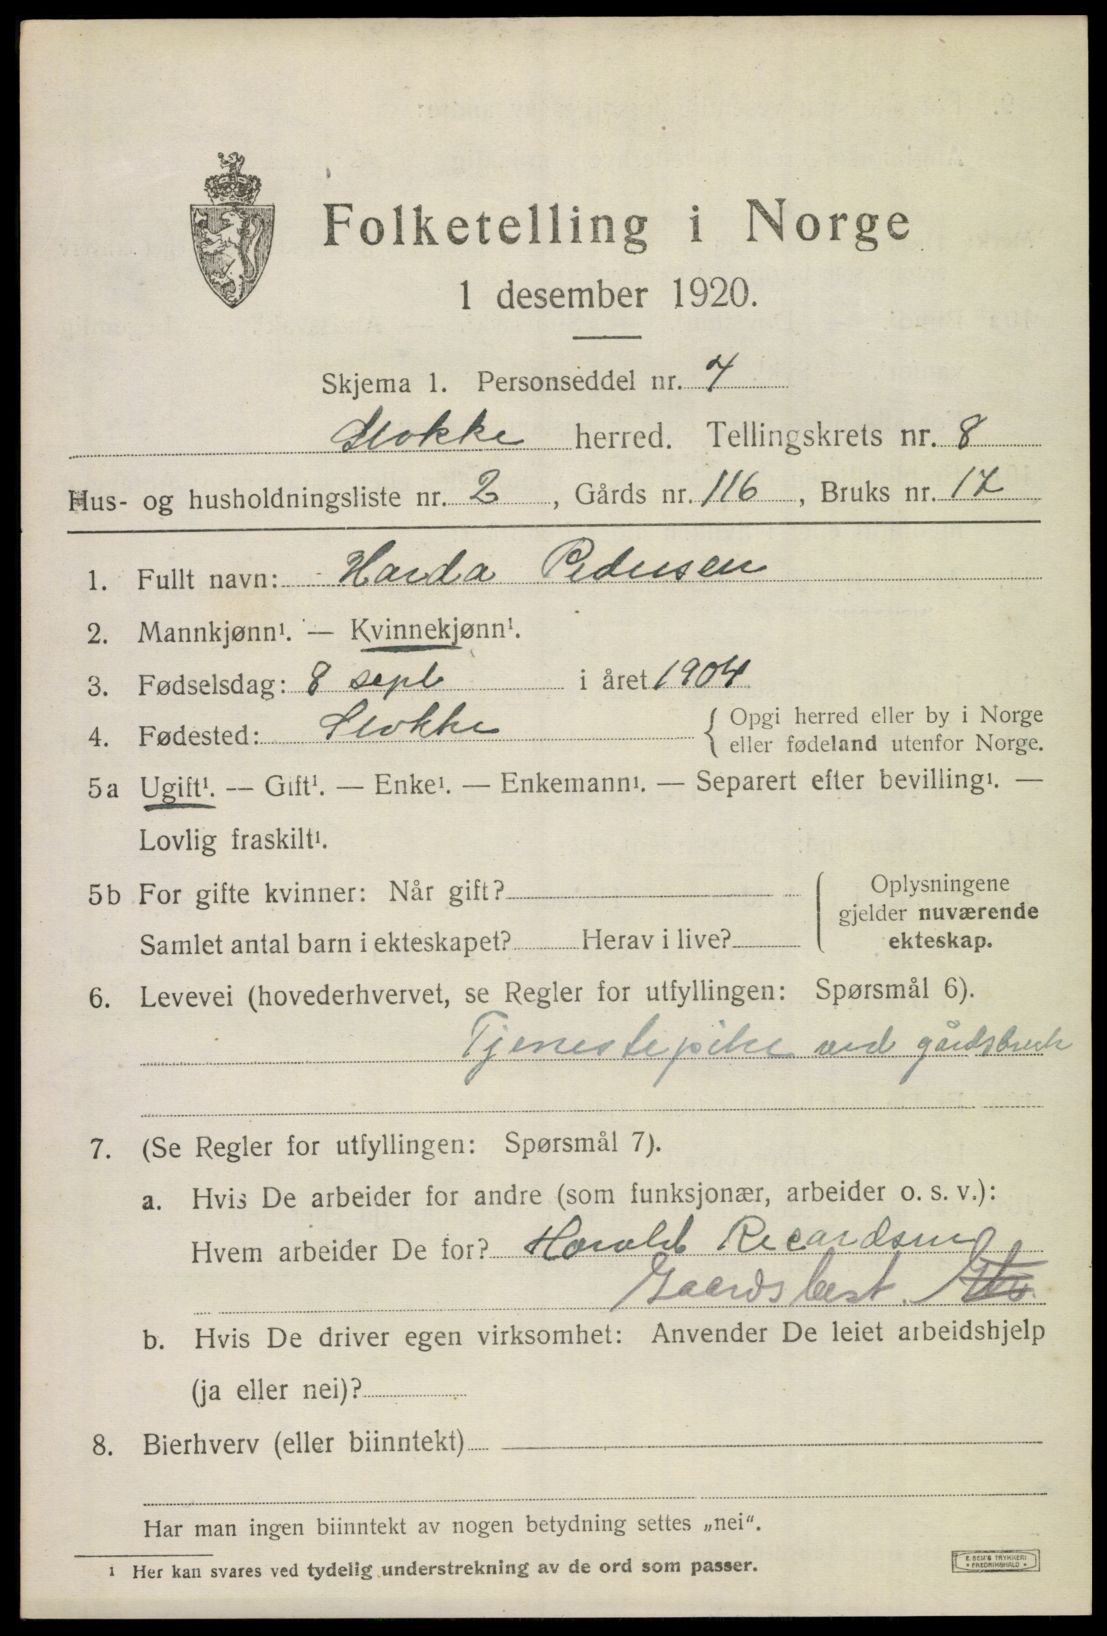 Folketelling i Norge
1 desember 1920.
Skjema 1. Personseddel nr. 7
Stokke herred. Tellingskrets nr. 8
Hus- og husholdningsliste nr. 2, Gårds nr. 116, Bruks nr. 17
1. Fullt navn: Harda Pedersen
2. Mannkjønn¹. — Kvinnekjønn¹.
3. Fødselsdag: 8 sept i året 1904
4. Fødested: Stokke { Opgi herred eller by i Norge
eller fødeland utenfor Norge.
5a Ugift¹. — Gift¹. — Enke¹. — Enkemann¹. — Separert efter bevilling¹. —
Lovlig fraskilt¹.
5b For gifte kvinner: Når gift?
Samlet antal barn i ekteskapet? Herav i live?
{ Oplysningene
gjelder nuværende
ekteskap.
6. Levevei (hovederhvervet, se Regler for utfyllingen: Spørsmål 6).
Tjenestepike ved gårdsbruk
7. (Se Regler for utfyllingen: Spørsmål 7).
a. Hvis De arbeider for andre (som funksjonær, arbeider o. s. v.):
Hvem arbeider De for? Harald Recardsen
Gaardsbest.
b. Hvis De driver egen virksomhet: Anvender De leiet arbeidshjelp
(ja eller nei)?
8. Bierhverv (eller biinntekt)
Har man ingen biinntekt av nogen betydning settes „nei“.
¹ Her kan svares ved tydelig understrekning av de ord som passer.
E. SEM'S TRYKKERI
FREDRIKSHALD